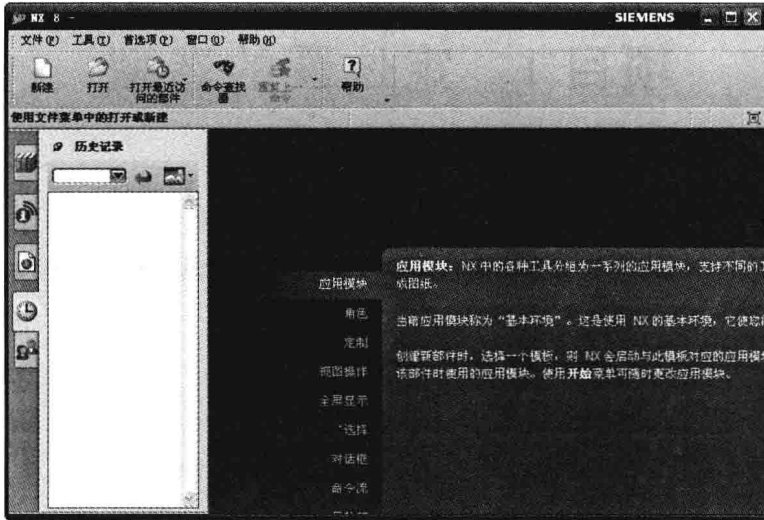 NX 8 -
SIEMENS
文件(F) 工具(T) 首选项(P) 窗口(O) 帮助(H)
新建
打开
打开最近访
问的部件
命令查找
器
重复上一
命令
帮助
使用文件菜单中的打开或新建
历史记录
应用模块
角色
定制
视图操作
全屏显示
选择
对话框
命令流
应用模块: NX 中的各种工具分组为一系列的应用模块, 支持不同的
成图纸。
当前应用模块称为“基本环境”。这是使用 NX 的基本环境, 它使您
创建新部件时, 选择一个模板, 则 NX 会启动与此模板对应的应用模
该部件时使用的应用模块。使用开始菜单可随时更改应用模块。